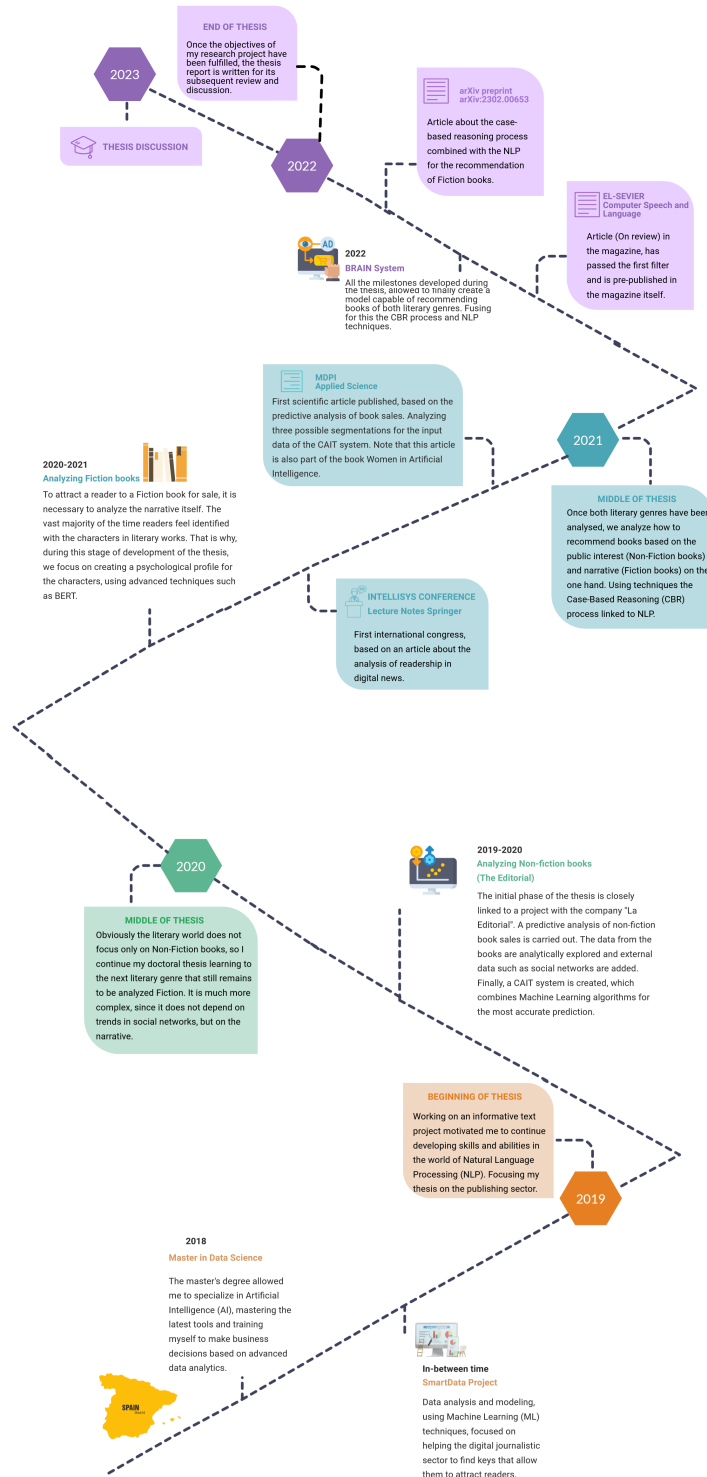 END OF THESIS
Once the objectives of
my research project have
been fulfilled, the thesis
report is written for its
subsequent review and
discussion.
2023
THESIS DISCUSSION
2022
arXiv preprint
arXiv:2302.00653
Article about the case-
based reasoning process
combined with the NLP
for the recommendation
of Fiction books.
EL-SEVIER
Computer Speech and
Language
Article (On review) in
the magazine, has
passed the first filter
and is pre-published in
the magazine itself.
AD
2022
BRAIN System
All the milestones developed during
the thesis, allowed to finally create a
model capable of recommending
books of both literary genres. Fusing
for this the CBR process and NLP
techniques.
MDPI
Applied Science
First scientific article published, based on the
predictive analysis of book sales. Analyzing
three possible segmentations for the input
data of the CAIT system. Note that this article
is also part of the book Women in Artificial
Intelligence.
2021
MIDDLE OF THESIS
Once both literary genres have been
analysed, we analyze how to
recommend books based on the
public interest (Non-Fiction books)
and narrative (Fiction books) on the
one hand. Using techniques the
Case-Based Reasoning (CBR)
process linked to NLP.
2020-2021
Analyzing Fiction books
To attract a reader to a Fiction book for sale, it is
necessary to analyze the narrative itself. The
vast majority of the time readers feel identified
with the characters in literary works. That is why,
during this stage of development of the thesis,
we focus on creating a psychological profile for
the characters, using advanced techniques such
as BERT.
INTELLISYS CONFERENCE
Lecture Notes Springer
First international congress,
based on an article about the
analysis of readership in
digital news.
2020
MIDDLE OF THESIS
Obviously the literary world does not
focus only on Non-Fiction books, so I
continue my doctoral thesis learning to
the next literary genre that still remains
to be analyzed Fiction. It is much more
complex, since it does not depend on
trends in social networks, but on the
narrative.
2019-2020
Analyzing Non-fiction books
(The Editorial)
The initial phase of the thesis is closely
linked to a project with the company "La
Editorial". A predictive analysis of non-fiction
book sales is carried out. The data from the
books are analytically explored and external
data such as social networks are added.
Finally, a CAIT system is created, which
combines Machine Learning algorithms for
the most accurate prediction.
BEGINNING OF THESIS
Working on an informative text
project motivated me to continue
developing skills and abilities in
the world of Natural Language
Processing (NLP). Focusing my
thesis on the publishing sector.
2019
2018
Master in Data Science
The master's degree allowed
me to specialize in Artificial
Intelligence (AI), mastering the
latest tools and training
myself to make business
decisions based on advanced
data analytics.
SPAIN
In-between time
SmartData Project
Data analysis and modeling,
using Machine Learning (ML)
techniques, focused on
helping the digital journalistic
sector to find keys that allow
them to attract readers.